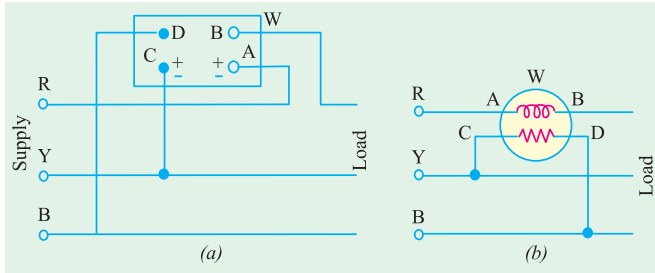 D B W
C + + A
R
Supply
Y
Load
B
(a)
W
R A B
C D
Y
Load
B
(b)